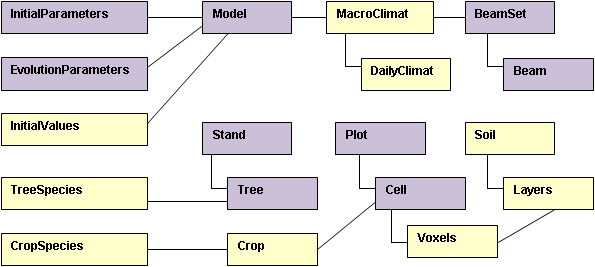 InitialParameters
Model
MacroClimat
BeamSet
EvolutionParameters
DailyClimat
Beam
InitialValues
Stand
Plot
Soil
TreeSpecies
Tree
Cell
Layers
CropSpecies
Crop
Voxels